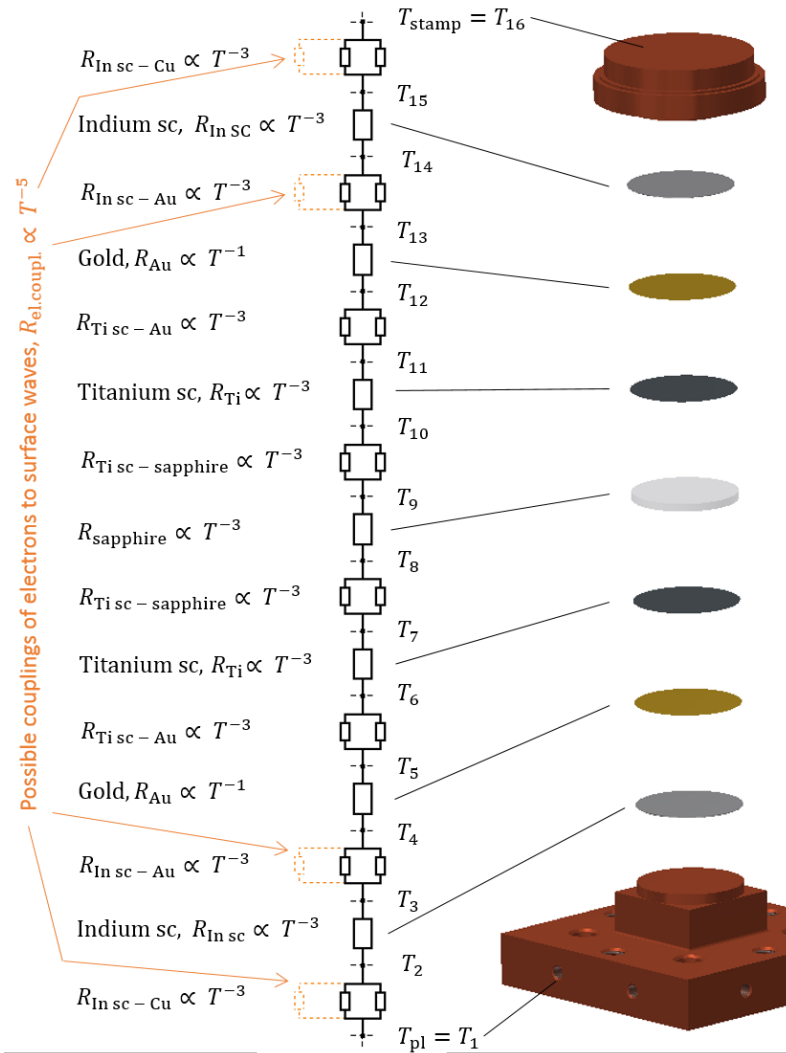 T_stamp = T_16
R_In sc – Cu ∝ T^−3
T_15
Indium sc, R_In SC ∝ T^−3
T_14
R_In sc – Au ∝ T^−3
T_13
Gold, R_Au ∝ T^−1
T_12
R_Ti sc – Au ∝ T^−3
T_11
Titanium sc, R_Ti ∝ T^−3
T_10
R_Ti sc – sapphire ∝ T^−3
T_9
R_sapphire ∝ T^−3
T_8
R_Ti sc – sapphire ∝ T^−3
T_7
Titanium sc, R_Ti ∝ T^−3
T_6
R_Ti sc – Au ∝ T^−3
T_5
Gold, R_Au ∝ T^−1
T_4
R_In sc – Au ∝ T^−3
T_3
Indium sc, R_In sc ∝ T^−3
T_2
R_In sc – Cu ∝ T^−3
T_pl = T_1
Possible couplings of electrons to surface waves, R_el.coupl. ∝ T^−5